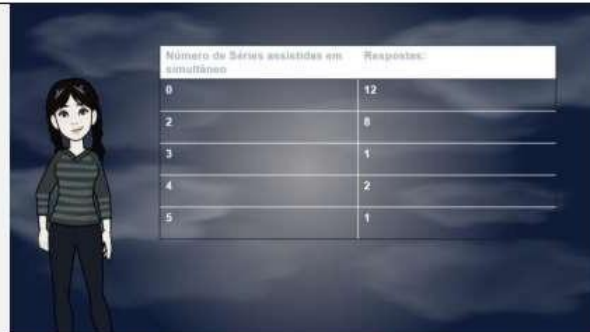 Número de Séries assistidas em Respostas:
simultâneo
0 12
2 8
3 1
4 2
5 1